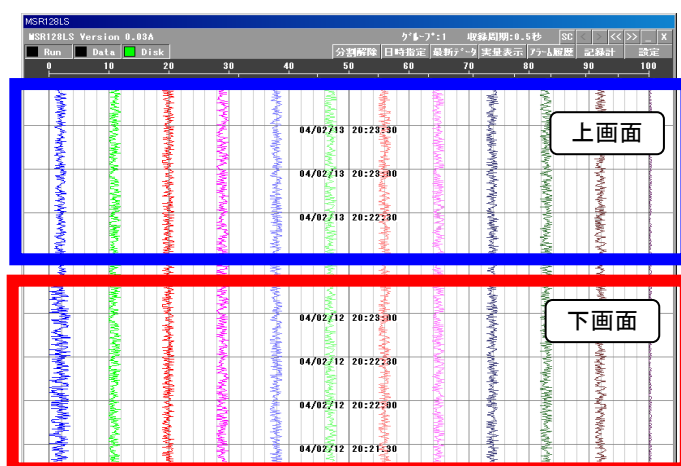 MSR128LS
MSR128LS Version 0.03A ｸﾞﾙｰﾌﾟ:1 収録周期:0.5秒 SC < > << >> _ X
Run Data Disk 分割解除 日時指定 最新ﾃﾞｰﾀ 実量表示 ｱﾗｰﾑ履歴 記録計 設定
0 10 20 30 40 50 60 70 80 90 100
上画面
04/02/13 20:23:30
04/02/13 20:23:00
04/02/13 20:22:30
下画面
04/02/12 20:23:00
04/02/12 20:22:30
04/02/12 20:22:00
04/02/12 20:21:30